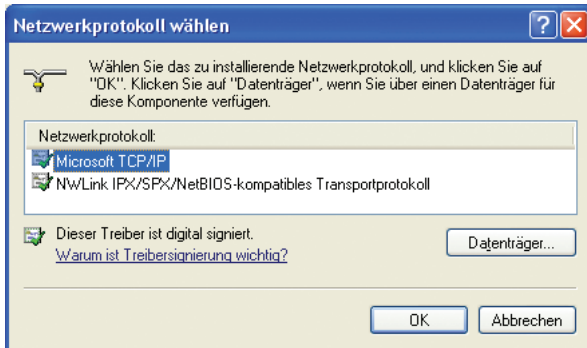 Netzwerkprotokoll wählen
Wählen Sie das zu installierende Netzwerkprotokoll, und klicken Sie auf
"OK". Klicken Sie auf "Datenträger", wenn Sie über einen Datenträger für
diese Komponente verfügen.
Netzwerkprotokoll:
Microsoft TCP/IP
NWLink IPX/SPX/NetBIOS-kompatibles Transportprotokoll
Dieser Treiber ist digital signiert.
Warum ist Treibersignierung wichtig?
Datenträger...
OK
Abbrechen